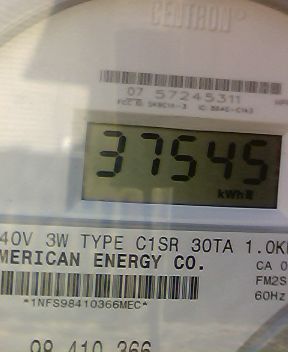 CENTRON®
07 57245311
37545
kWh
40V 3W TYPE C1SR 30TA 1.0K
MERICAN ENERGY CO.
CA 0
FM2S
60Hz
*1NFS98410366MEC*
98 410 366